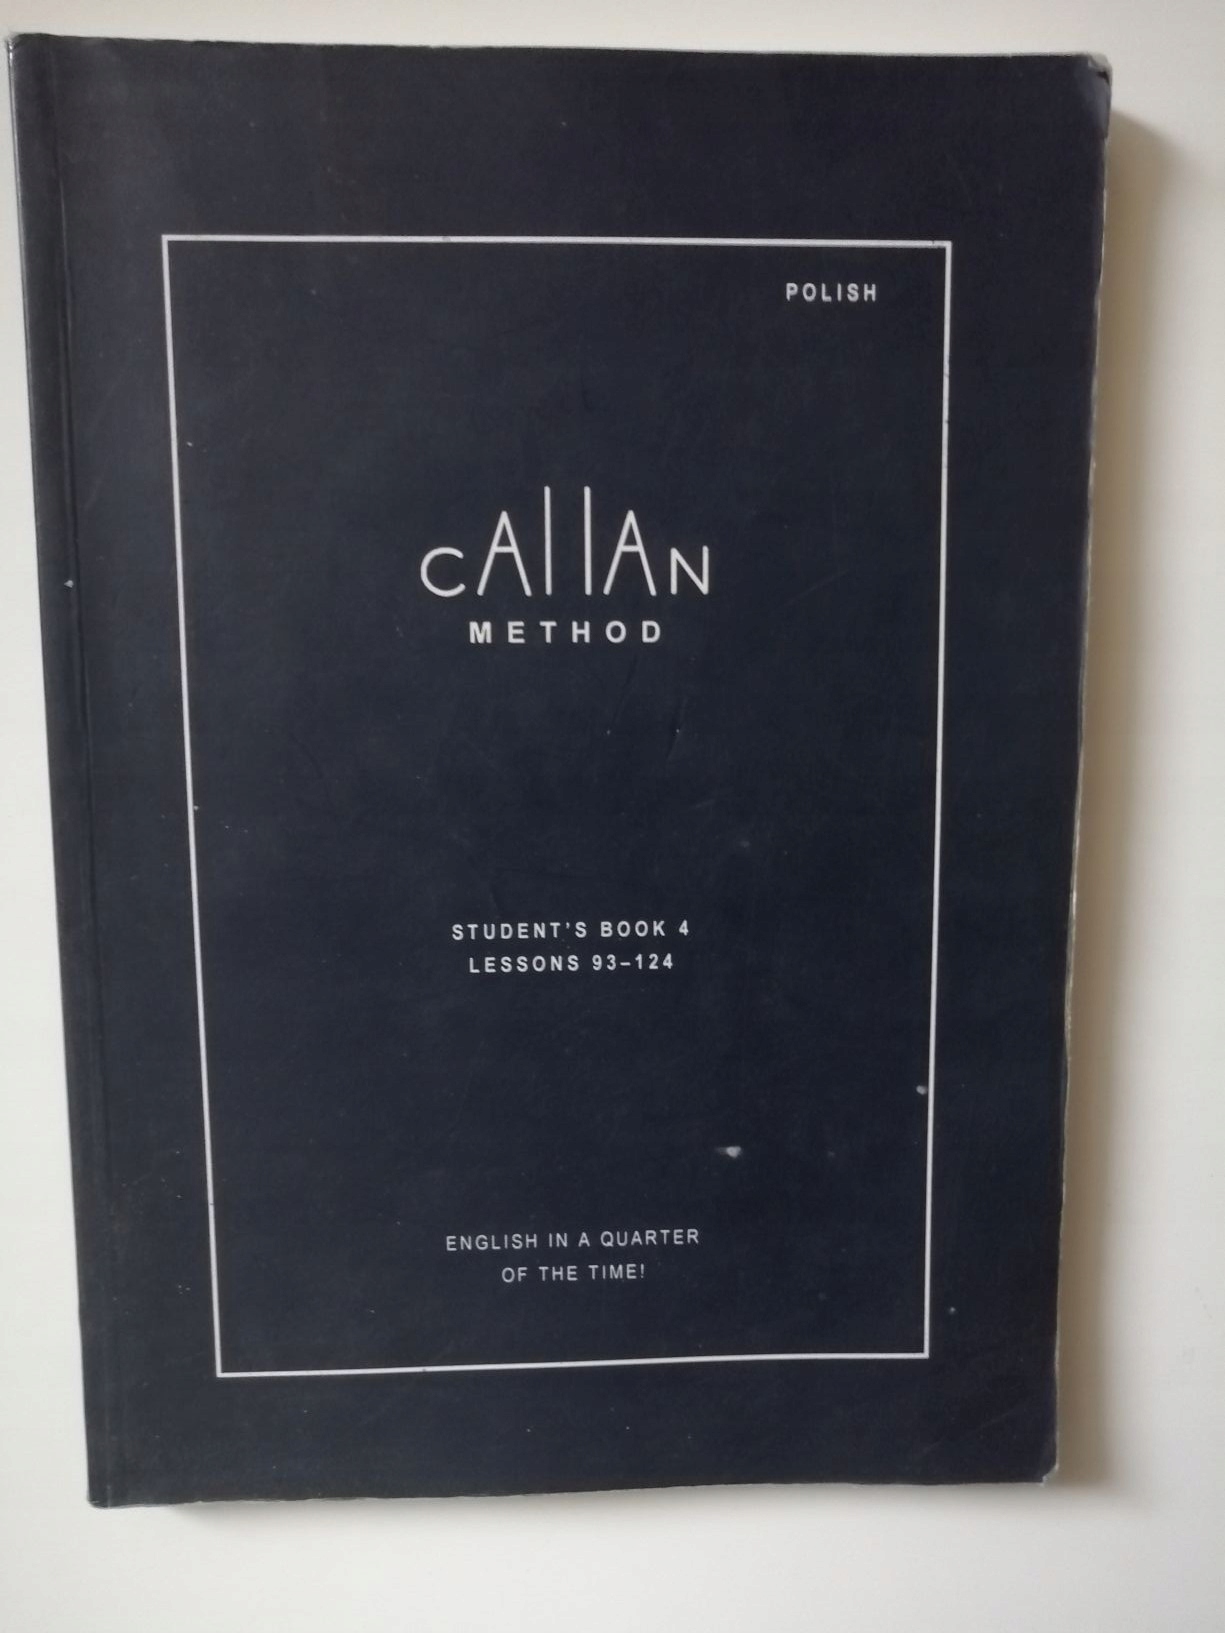 POLISH
CALLAN
METHOD
STUDENT'S BOOK 4
LESSONS 93–124
ENGLISH IN A QUARTER
OF THE TIME!